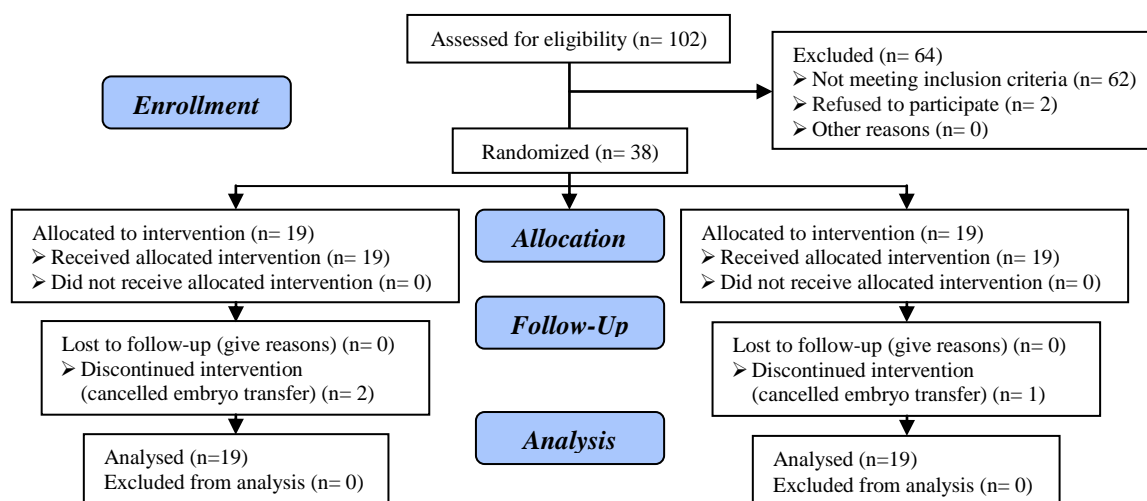 Assessed for eligibility (n= 102)
Excluded (n= 64)
➢ Not meeting inclusion criteria (n= 62)
➢ Refused to participate (n= 2)
➢ Other reasons (n= 0)
Enrollment
Randomized (n= 38)
Allocated to intervention (n= 19)
➢ Received allocated intervention (n= 19)
➢ Did not receive allocated intervention (n= 0)
Allocation
Allocated to intervention (n= 19)
➢ Received allocated intervention (n= 19)
➢ Did not receive allocated intervention (n= 0)
Follow-Up
Lost to follow-up (give reasons) (n= 0)
➢ Discontinued intervention
(cancelled embryo transfer) (n= 2)
Lost to follow-up (give reasons) (n= 0)
➢ Discontinued intervention
(cancelled embryo transfer) (n= 1)
Analysis
Analysed (n=19)
Excluded from analysis (n= 0)
Analysed (n=19)
Excluded from analysis (n= 0)